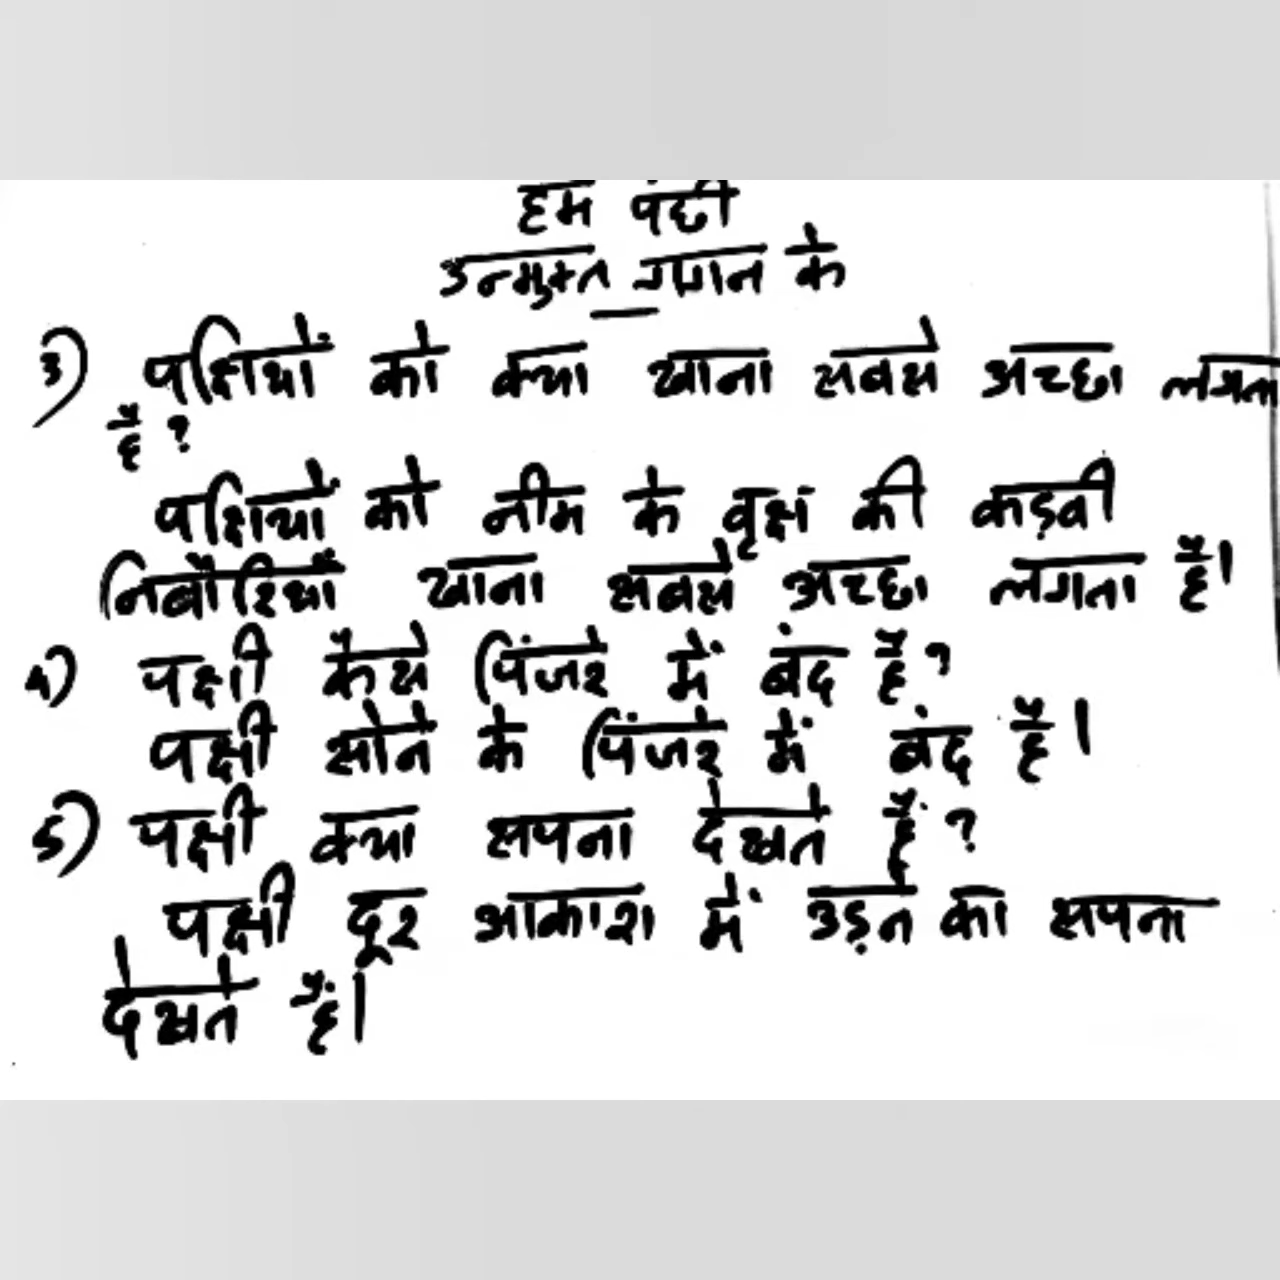 हम पंछी
उन्मुक्त गगन के
3) पक्षियों को क्या खाना सबसे अच्छा लगता
है ?
पक्षियों को नीम के वृक्ष की कड़वी
निबौरियाँ खाना सबसे अच्छा लगता है।
4) पक्षी कैसे पिंजरे में बंद है ?
पक्षी सोने के पिंजरे में बंद है।
5) पक्षी क्या सपना देखते हैं ?
पक्षी दूर आकाश में उड़ने का सपना
देखते हैं।